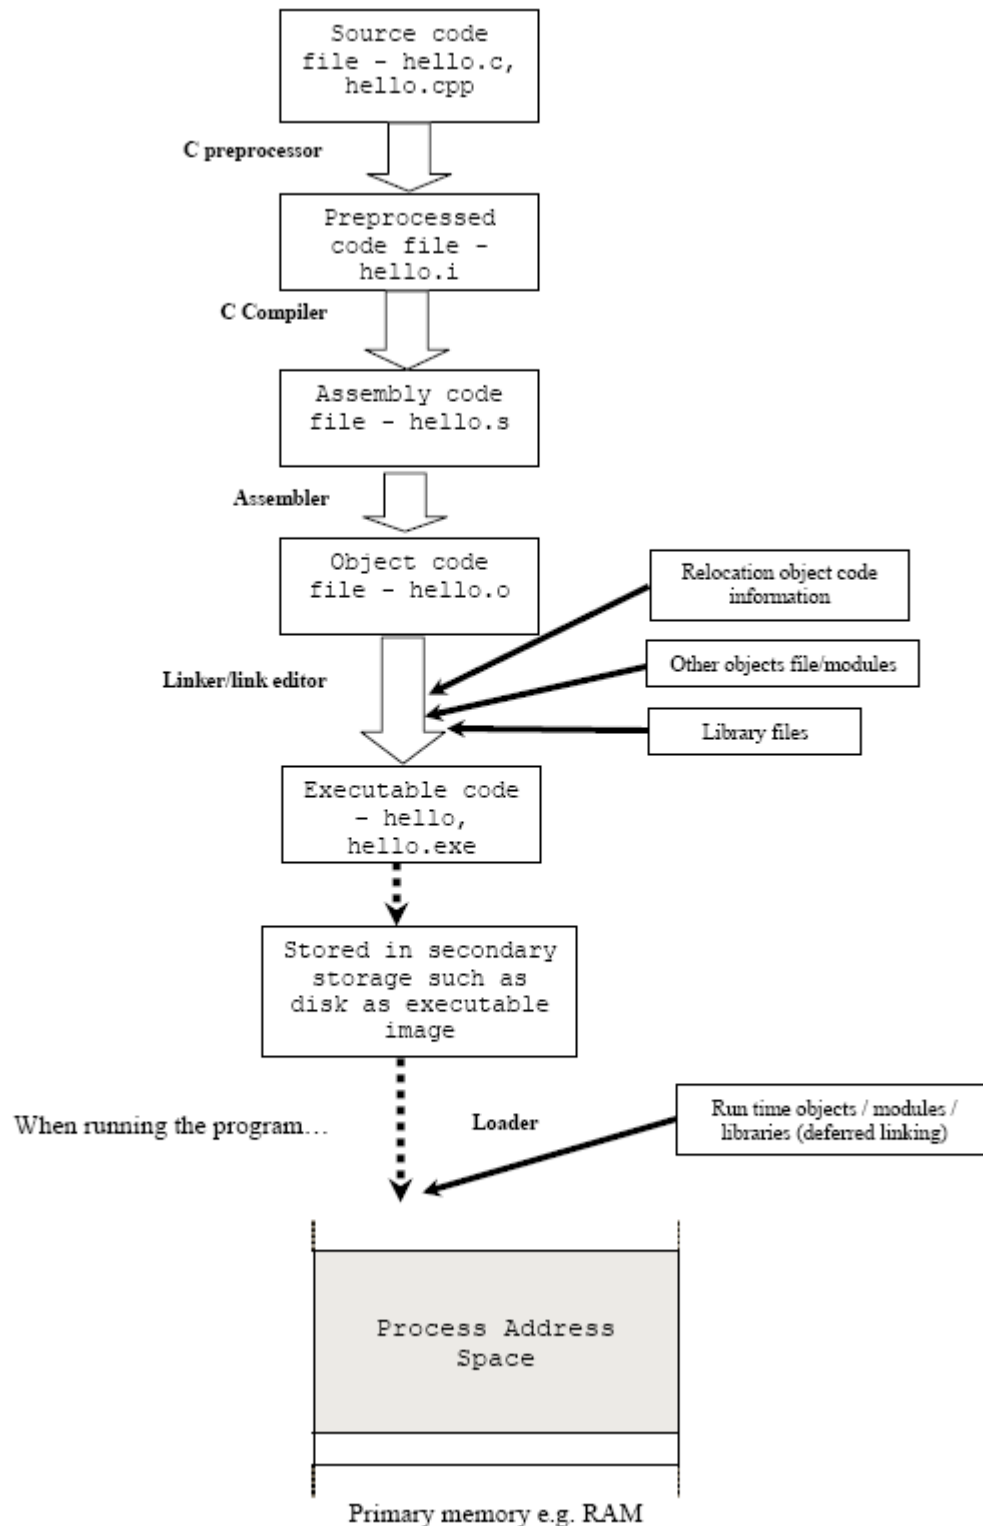 Source code
file - hello.c,
hello.cpp
C preprocessor
Preprocessed
code file -
hello.i
C Compiler
Assembly code
file - hello.s
Assembler
Object code
file - hello.o
Relocation object code
information
Other objects file/modules
Linker/link editor
Library files
Executable code
– hello,
hello.exe
Stored in secondary
storage such as
disk as executable
image
When running the program…
Loader
Run time objects / modules /
libraries (deferred linking)
Process Address
Space
Primary memory e.g. RAM